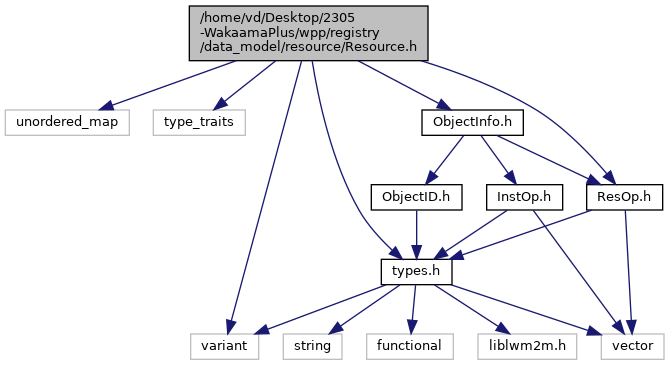 /home/vd/Desktop/2305
-WakaamaPlus/wpp/registry
/data_model/resource/Resource.h
unordered_map
type_traits
ObjectInfo.h
ObjectID.h
InstOp.h
ResOp.h
types.h
variant
string
functional
liblwm2m.h
vector